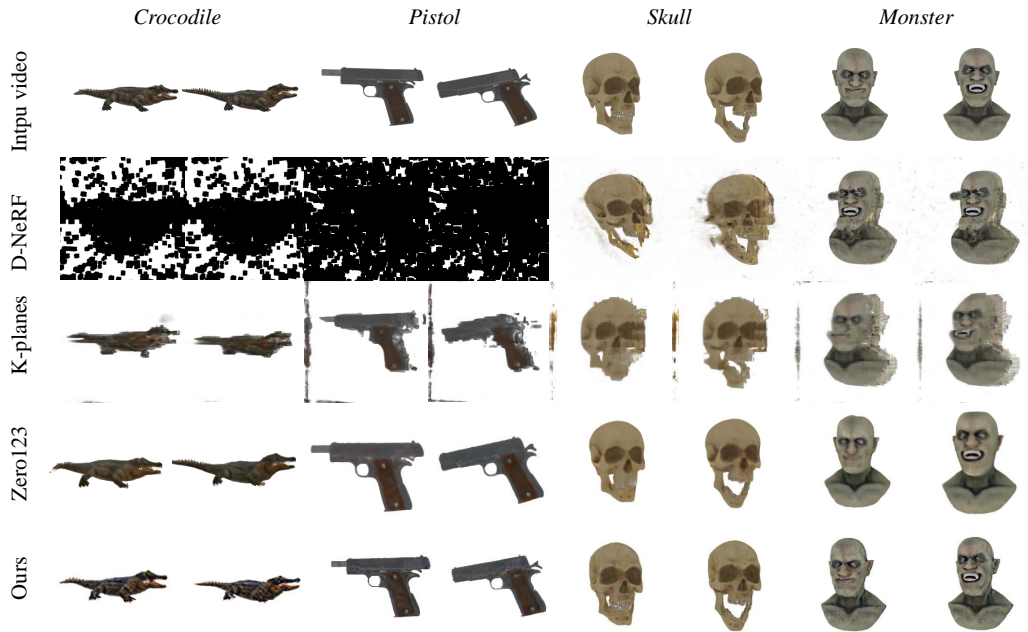 Crocodile Pistol Skull Monster
Intpu video
D-NeRF
K-planes
Zero123
Ours